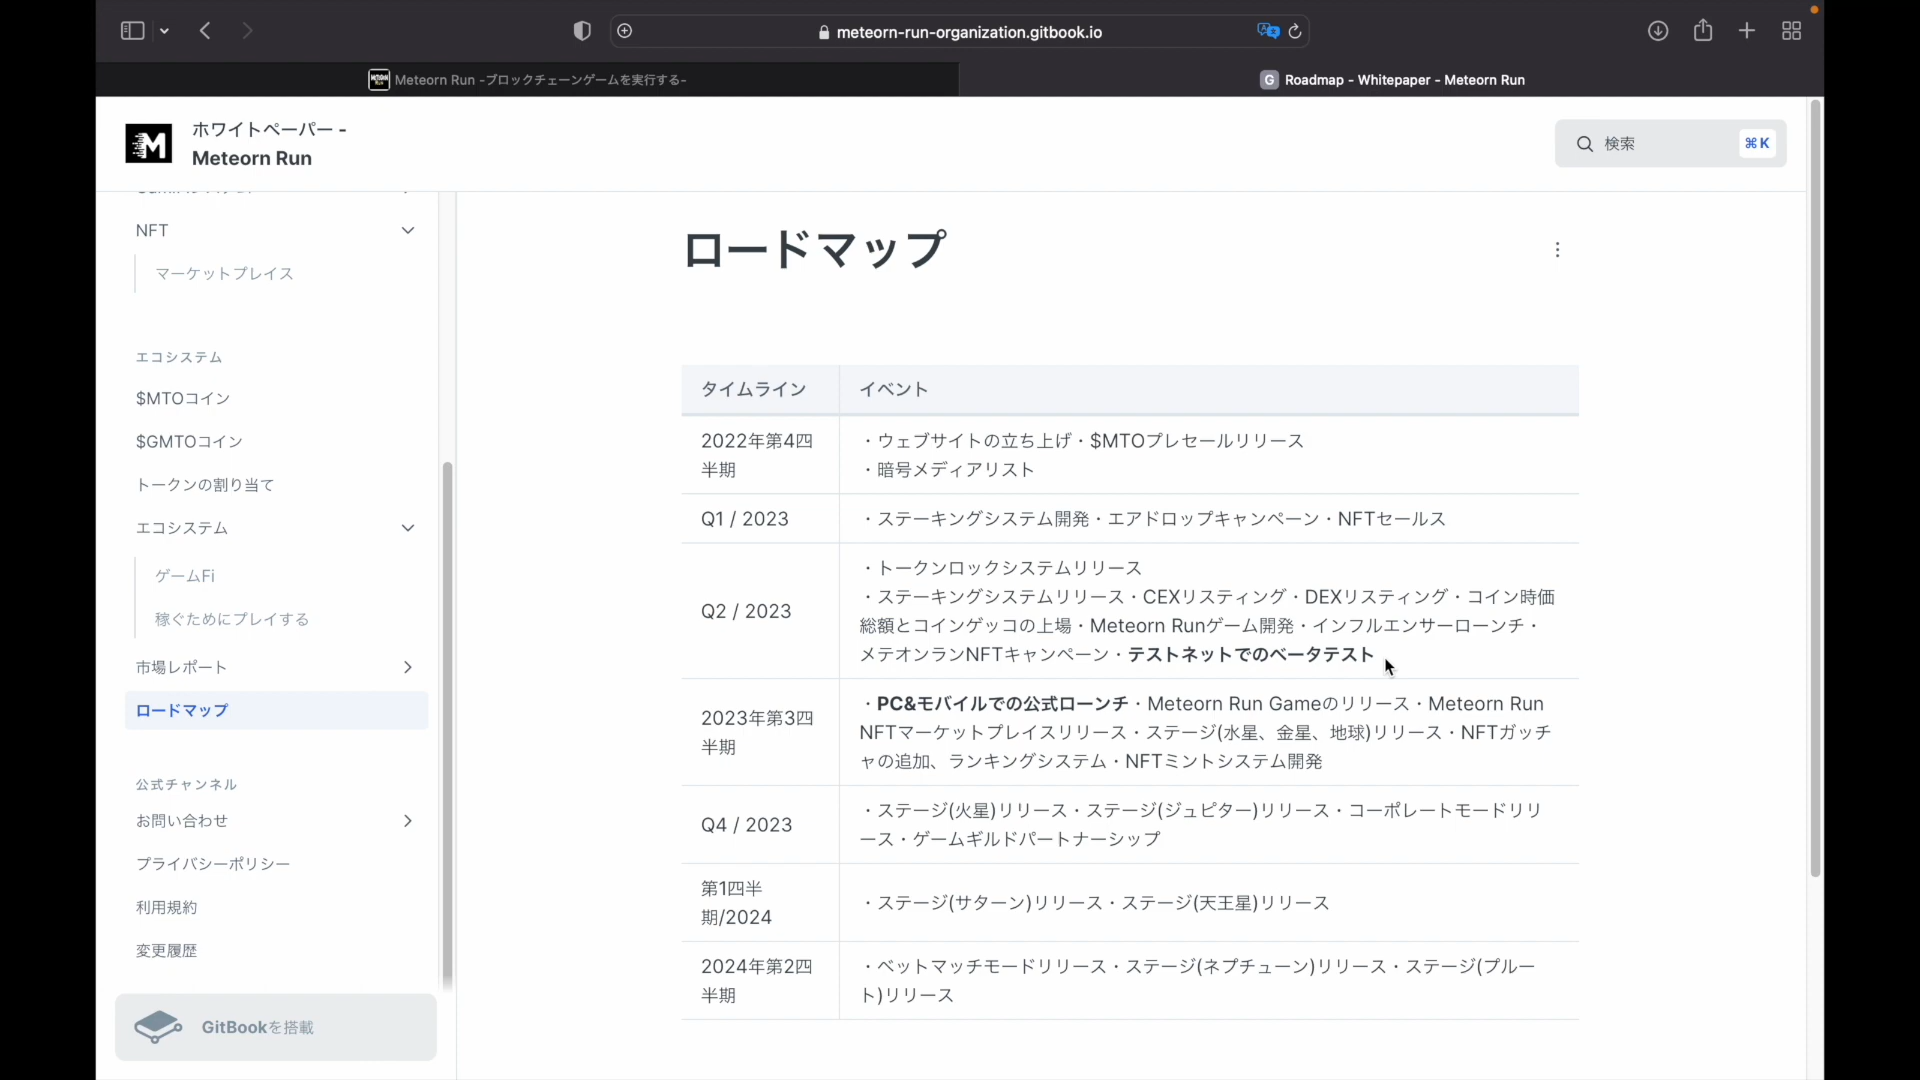 meteorn-run-organization.gitbook.io
Meteorn Run -ブロックチェーンゲームを実行する-
G Roadmap - Whitepaper - Meteorn Run
M
ホワイトペーパー -
Meteorn Run
検索
⌘K
NFT
マーケットプレイス
エコシステム
$MTOコイン
$GMTOコイン
トークンの割り当て
エコシステム
ゲームFi
稼ぐためにプレイする
市場レポート
ロードマップ
公式チャンネル
お問い合わせ
プライバシーポリシー
利用規約
変更履歴
GitBookを搭載
ロードマップ
タイムライン
イベント
2022年第4四
半期
・ウェブサイトの立ち上げ・$MTOプレセールリリース
・暗号メディアリスト
Q1 / 2023
・ステーキングシステム開発・エアドロップキャンペーン・NFTセールス
Q2 / 2023
・トークンロックシステムリリース
・ステーキングシステムリリース・CEXリスティング・DEXリスティング・コイン時価
総額とコインゲッコの上場・Meteorn Runゲーム開発・インフルエンサーローンチ・
メテオンランNFTキャンペーン・テストネットでのベータテスト
2023年第3四
半期
・PC&モバイルでの公式ローンチ・Meteorn Run Gameのリリース・Meteorn Run
NFTマーケットプレイスリリース・ステージ(水星、金星、地球)リリース・NFTガッチ
ャの追加、ランキングシステム・NFTミントシステム開発
Q4 / 2023
・ステージ(火星)リリース・ステージ(ジュピター)リリース・コーポレートモードリリ
ース・ゲームギルドパートナーシップ
第1四半
期/2024
・ステージ(サターン)リリース・ステージ(天王星)リリース
2024年第2四
半期
・ベットマッチモードリリース・ステージ(ネプチューン)リリース・ステージ(プルー
ト)リリース